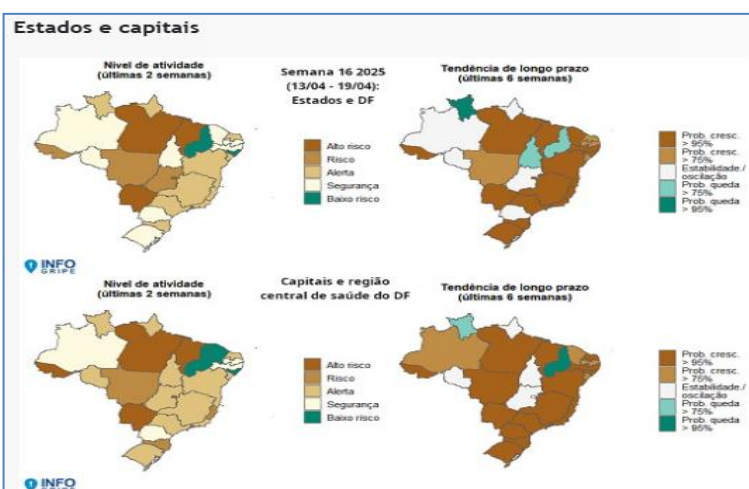 Estados e capitais
Nível de atividade
(últimas 2 semanas)
Semana 16 2025
(13/04 - 19/04):
Estados e DF
Tendência de longo prazo
(últimas 6 semanas)
Alto risco
Risco
Alerta
Segurança
Baixo risco
Prob. cresc.
> 95%
Prob. cresc.
> 75%
Estabilidade./
oscilação
Prob. queda
> 75%
Prob. queda
> 95%
INFO
GRIPE
Nível de atividade
(últimas 2 semanas)
Capitais e região
central de saúde do DF
Tendência de longo prazo
(últimas 6 semanas)
Alto risco
Risco
Alerta
Segurança
Baixo risco
Prob. cresc.
> 95%
Prob. cresc.
> 75%
Estabilidade./
oscilação
Prob. queda
> 75%
Prob. queda
> 95%
INFO
GRIPE